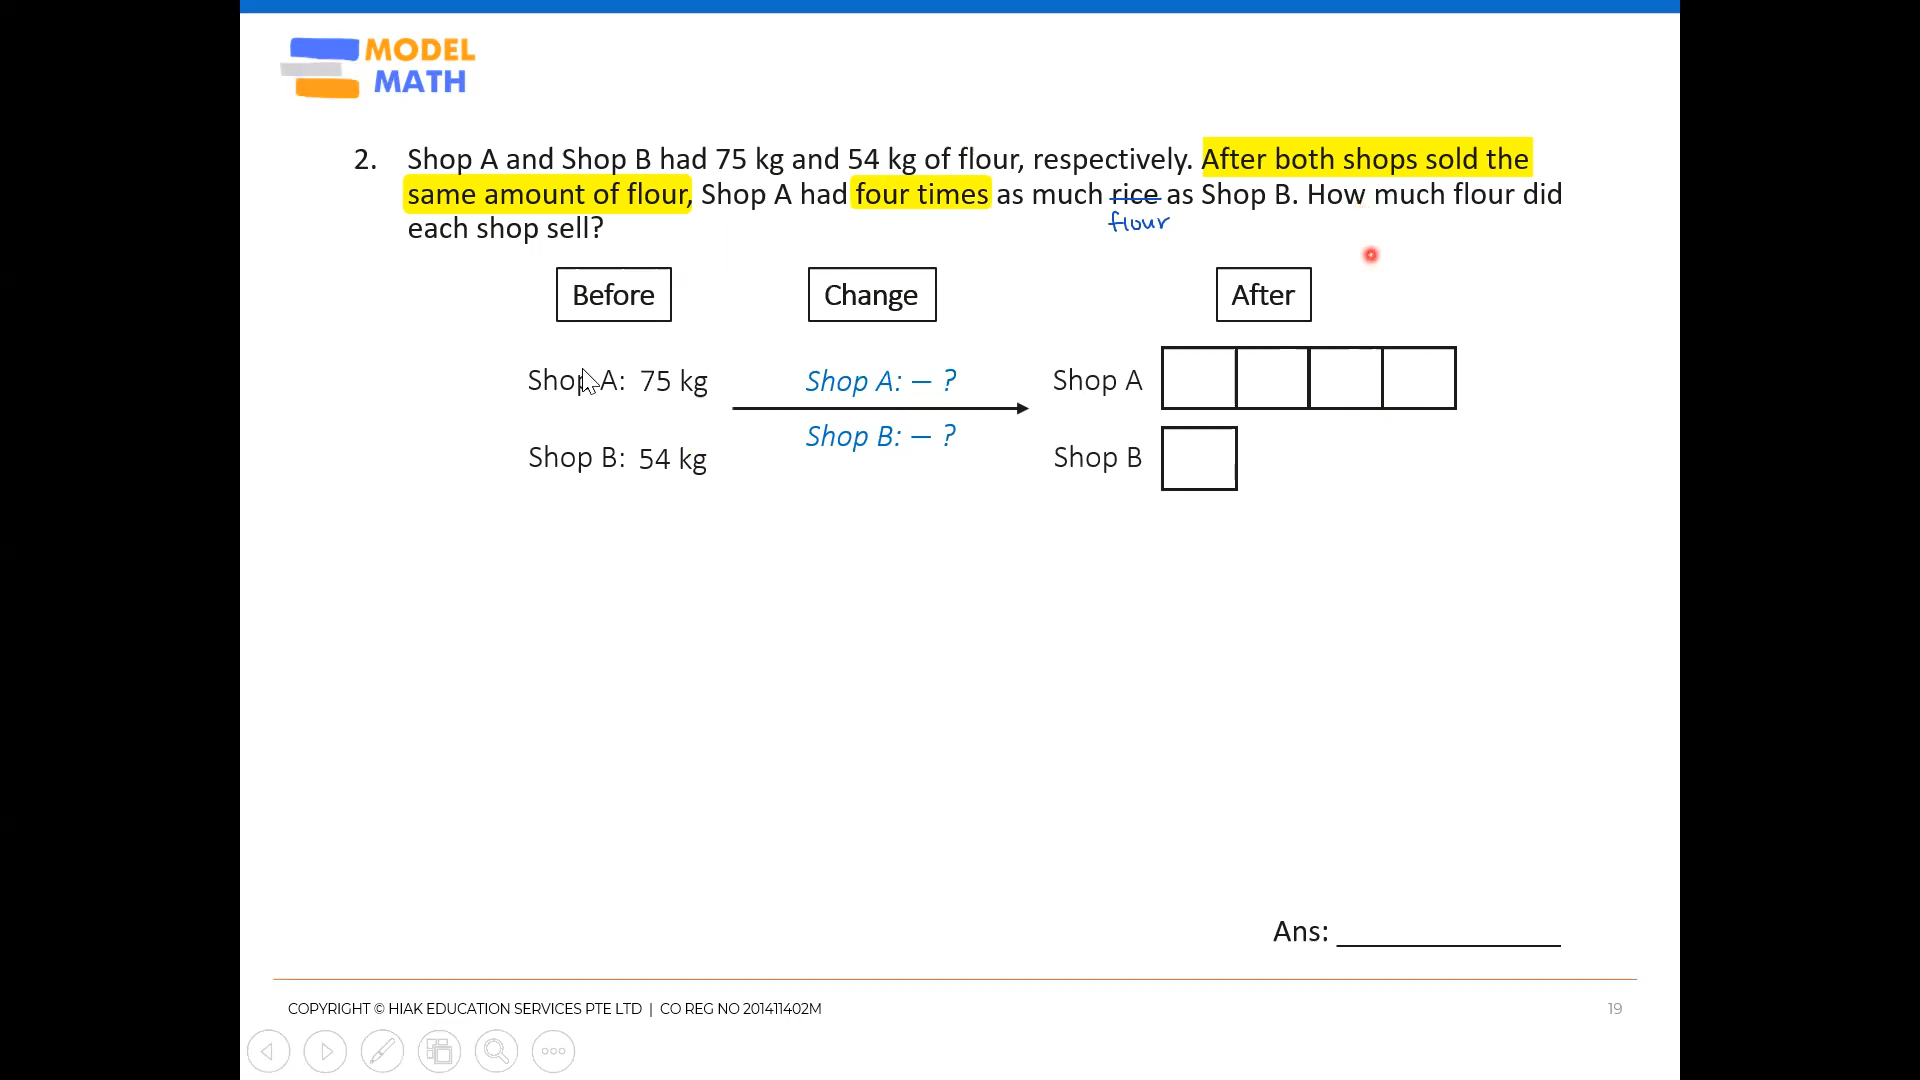 MODEL
MATH
2. Shop A and Shop B had 75 kg and 54 kg of flour, respectively. After both shops sold the
same amount of flour, Shop A had four times as much rice as Shop B. How much flour did
flour
each shop sell?
Before Change After
Shop A: 75 kg Shop A: − ? Shop A
Shop B: 54 kg Shop B: − ? Shop B
Ans: ______________
COPYRIGHT © HIAK EDUCATION SERVICES PTE LTD | CO REG NO 201411402M 19